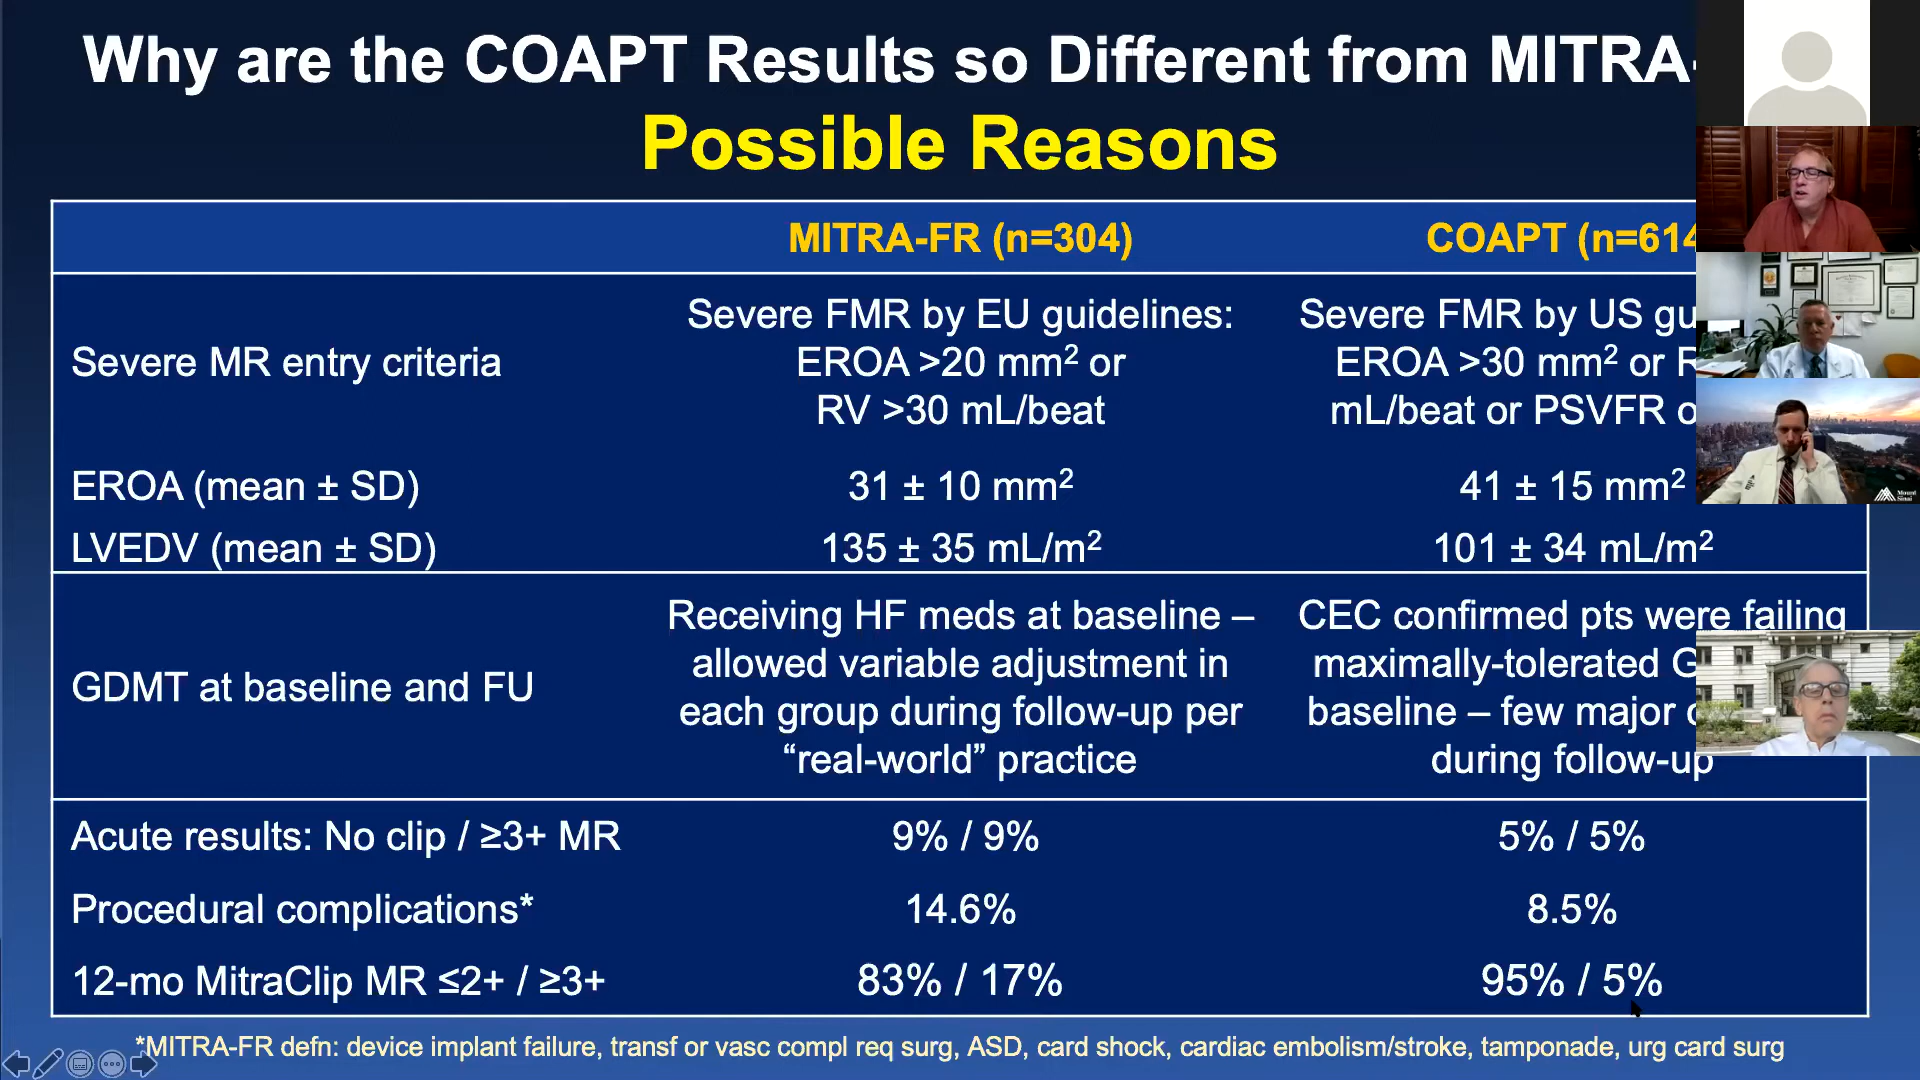 Why are the COAPT Results so Different from MITRA-
Possible Reasons
MITRA-FR (n=304)
COAPT (n=614
Severe MR entry criteria
Severe FMR by EU guidelines:
EROA >20 mm² or
RV >30 mL/beat
Severe FMR by US
EROA >30 mm² or
mL/beat or PSVFR
EROA (mean ± SD)
31 ± 10 mm²
41 ± 15 mm²
LVEDV (mean ± SD)
135 ± 35 mL/m²
101 ± 34 mL/m²
GDMT at baseline and FU
Receiving HF meds at baseline –
allowed variable adjustment in
each group during follow-up per
“real-world” practice
CEC confirmed pts were failing
maximally-tolerated
baseline – few major
during follow-up
Acute results: No clip / ≥3+ MR
9% / 9%
5% / 5%
Procedural complications*
14.6%
8.5%
12-mo MitraClip MR ≤2+ / ≥3+
83% / 17%
95% / 5%
*MITRA-FR defn: device implant failure, transf or vasc compl req surg, ASD, card shock, cardiac embolism/stroke, tamponade, urg card surg
Mount
Sinai